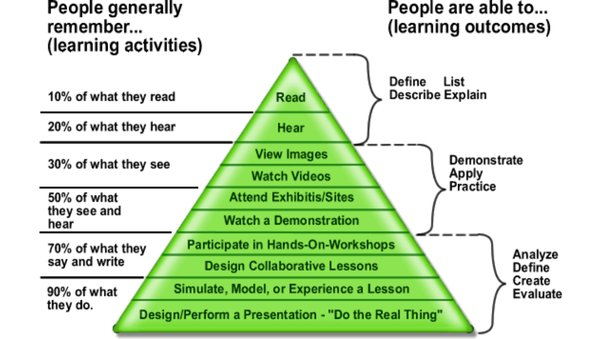 People generally
remember...
(learning activities)
People are able to...
(learning outcomes)
10% of what they read
20% of what they hear
30% of what they see
50% of what
they see and
hear
70% of what they
say and write
90% of what
they do.
Read
Hear
View Images
Watch Videos
Attend Exhibitis/Sites
Watch a Demonstration
Participate in Hands-On-Workshops
Design Collaborative Lessons
Simulate, Model, or Experience a Lesson
Design/Perform a Presentation - "Do the Real Thing"
Define List
Describe Explain
Demonstrate
Apply
Practice
Analyze
Define
Create
Evaluate